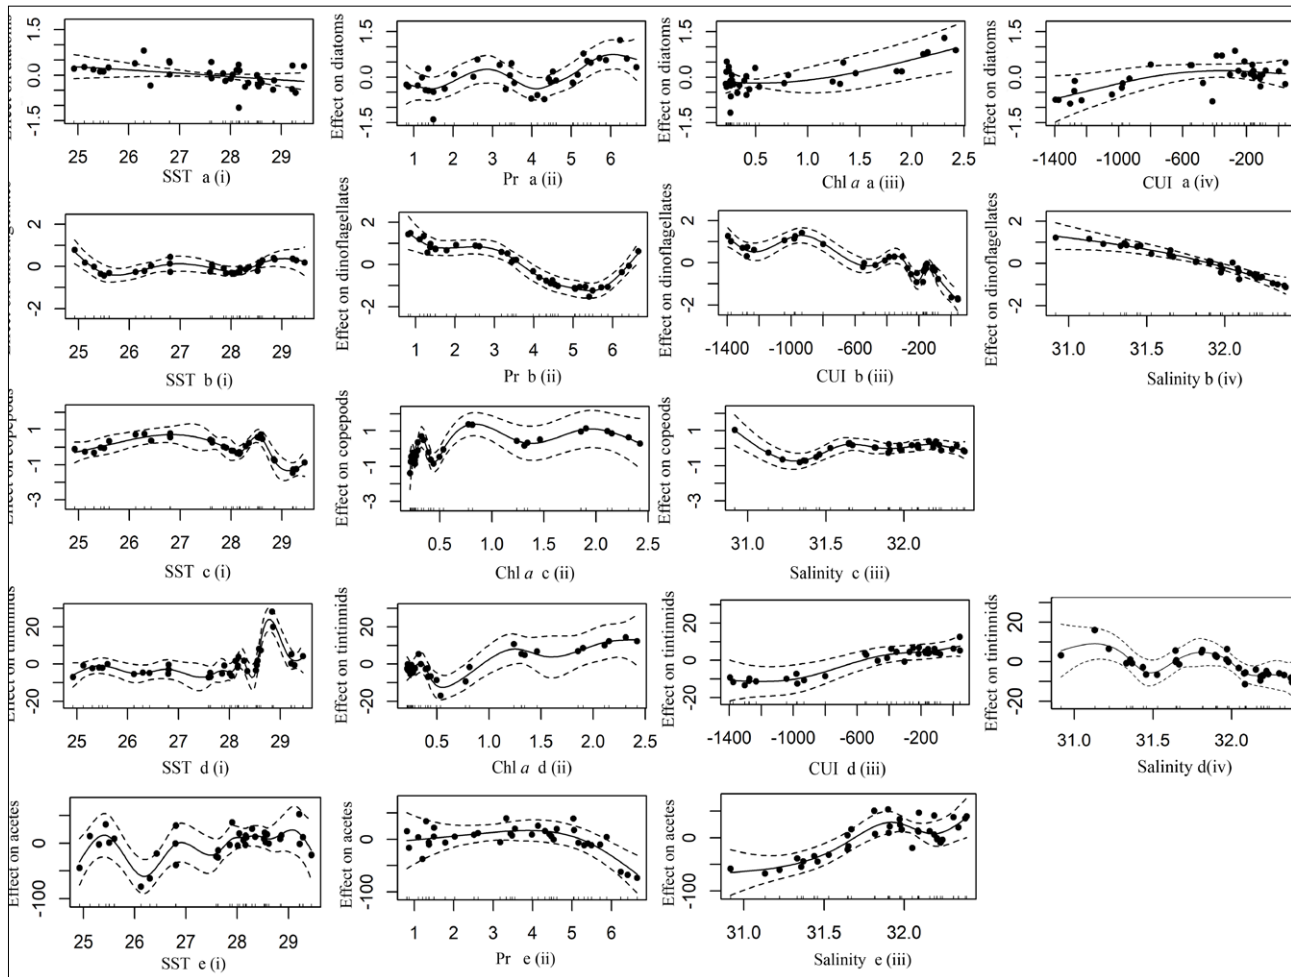 Effect on diatoms
1.5
0.0
-1.5
25 26 27 28 29
SST a (i)
Effect on diatoms
1.5
0.0
-1.5
1 2 3 4 5 6
Pr a (ii)
Effect on diatoms
1.5
0.0
-1.5
0.5 1.0 1.5 2.0 2.5
Chl a a (iii)
Effect on diatoms
1.5
0.0
-1.5
-1400 -1000 -600 -200
CUI a (iv)
2
0
2
25 26 27 28 29
SST b (i)
Effect on dinoflagellates
2
0
-2
1 2 3 4 5 6
Pr b (ii)
Effect on dinoflagellates
2
0
-2
-1400 -1000 -600 -200
CUI b (iii)
Effect on dinoflagellates
2
0
-2
31.0 31.5 32.0
Salinity b (iv)
Effect on copepods
1
-1
-3
25 26 27 28 29
SST c (i)
Effect on copepods
1
-1
-3
0.5 1.0 1.5 2.0 2.5
Chl a c (ii)
Effect on copepods
1
-1
-3
31.0 31.5 32.0
Salinity c (iii)
Effect on tintinnids
20
0
20
25 26 27 28 29
SST d (i)
Effect on tintinnids
20
0
-20
0.5 1.0 1.5 2.0 2.5
Chl a d (ii)
Effect on tintinnids
20
0
-20
-1400 -1000 -600 -200
CUI d (iii)
Effect on tintinnids
20
0
20
31.0 31.5 32.0
Salinity d(iv)
Effect on acetes
0
-100
25 26 27 28 29
SST e (i)
Effect on acetes
0
-100
1 2 3 4 5 6
Pr e (ii)
Effect on acetes
0
-100
31.0 31.5 32.0
Salinity e (iii)